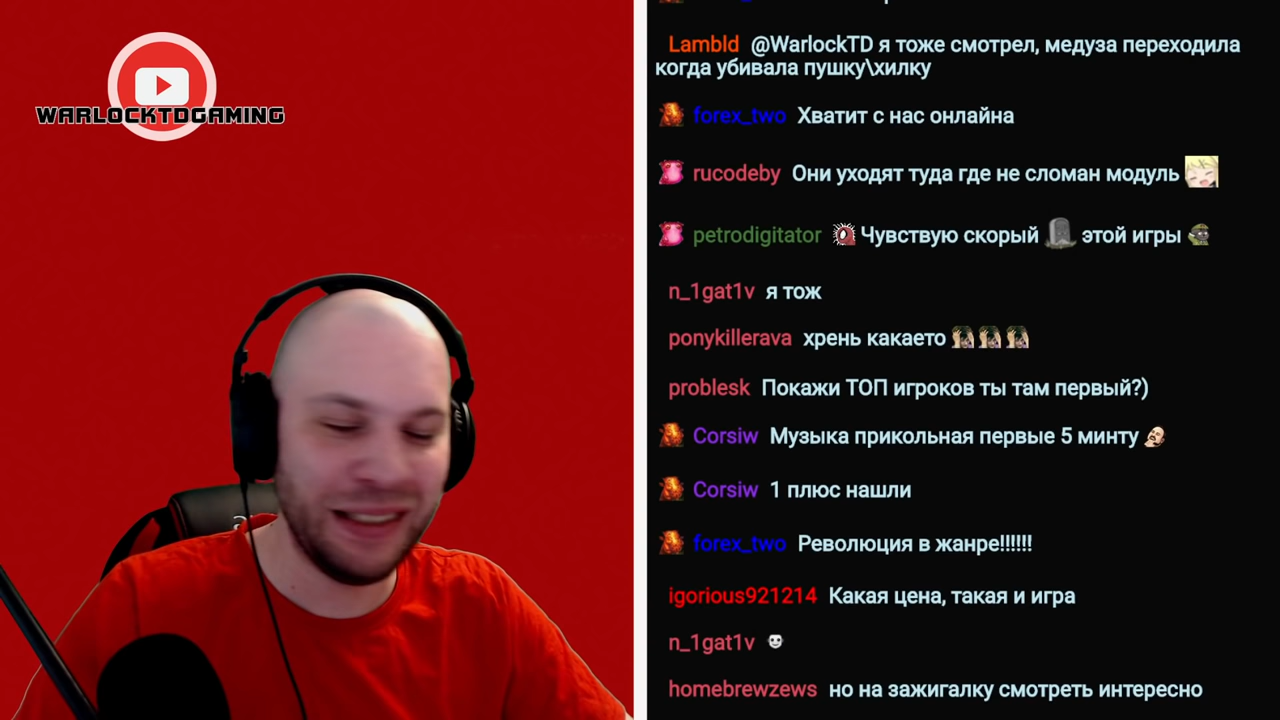 WARLOCKTDGAMING
Lambld @WarlockTD я тоже смотрел, медуза переходила
когда убивала пушку\хилку
forex_two Хватит с нас онлайна
rucodeby Они уходят туда где не сломан модуль
petrodigitator Чувствую скорый этой игры
n_1gat1v я тож
ponykillerava хрень какаето
problesk Покажи ТОП игроков ты там первый?)
Corsiw Музыка прикольная первые 5 минту
Corsiw 1 плюс нашли
forex_two Революция в жанре!!!!!!
igorious921214 Какая цена, такая и игра
n_1gat1v
homebrewzews но на зажигалку смотреть интересно